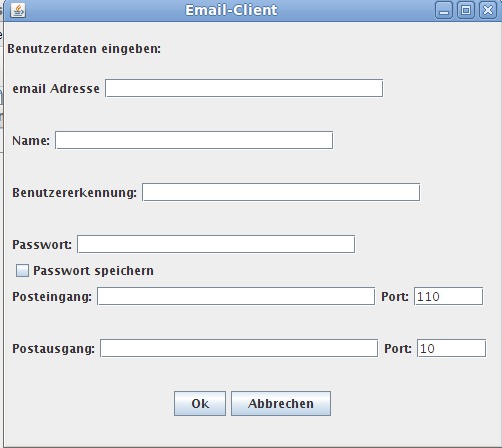 Email-Client
Benutzerdaten eingeben:
email Adresse
Name:
Benutzererkennung:
Passwort:
Passwort speichern
Posteingang: Port: 110
Postausgang: Port: 10
Ok Abbrechen